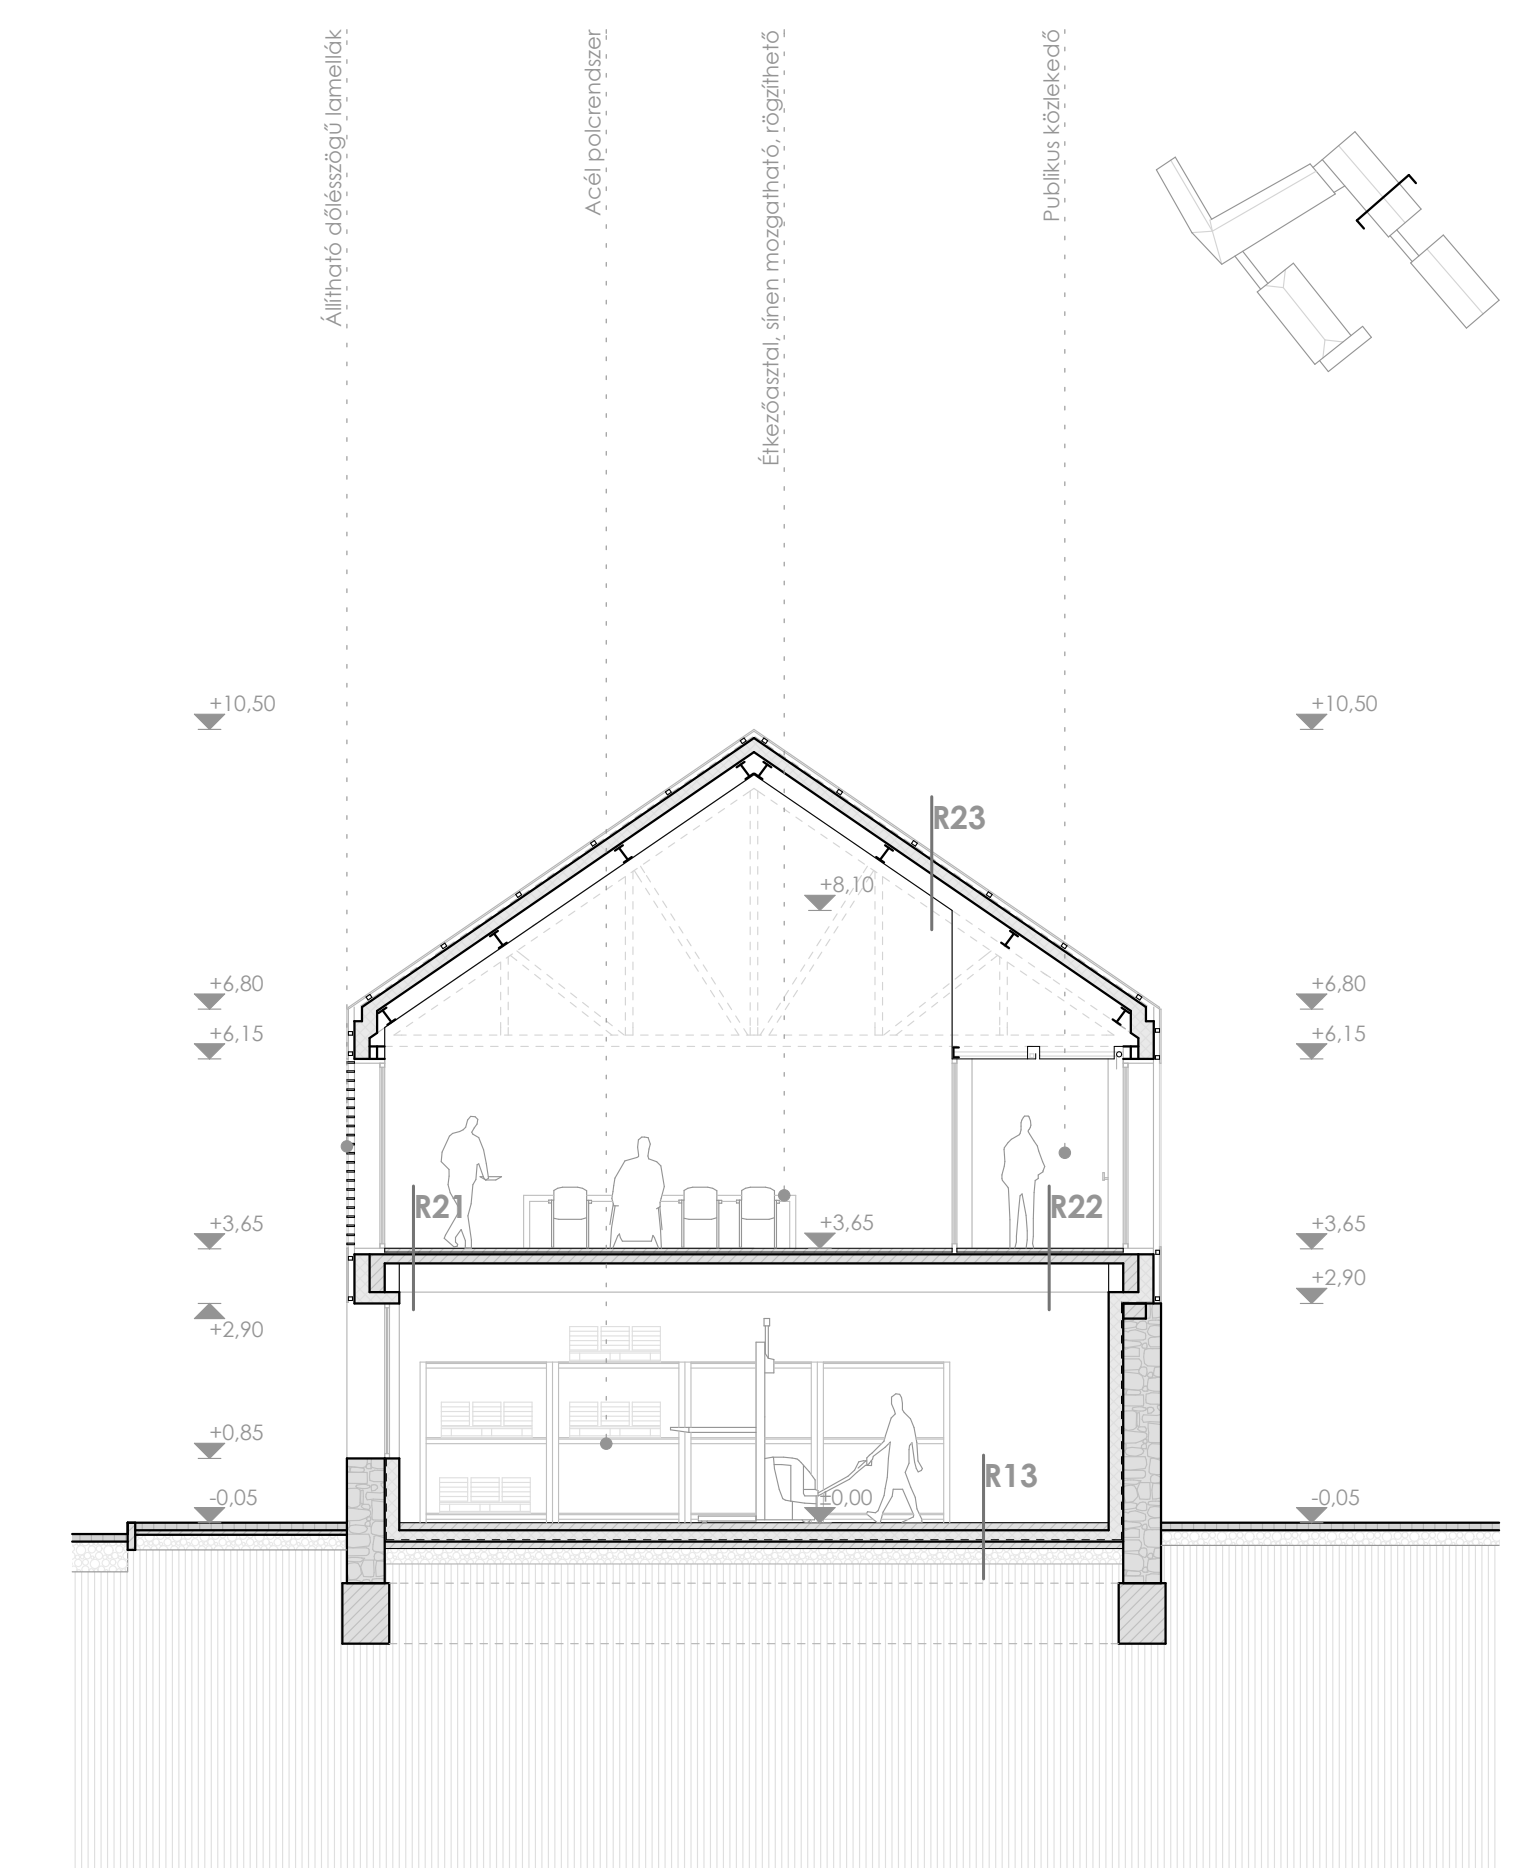 Állítható dőlésszögű lamellák
Acél polcrendszer
Étkezőasztal, sínen mozgatható, rögzíthető
Publikus közlekedő
+10,50
+10,50
R23
+8,10
+6,80
+6,80
+6,15
+6,15
R21
R22
+3,65
+3,65
+3,65
+2,90
+2,90
+0,85
R13
-0,05
±0,00
-0,05